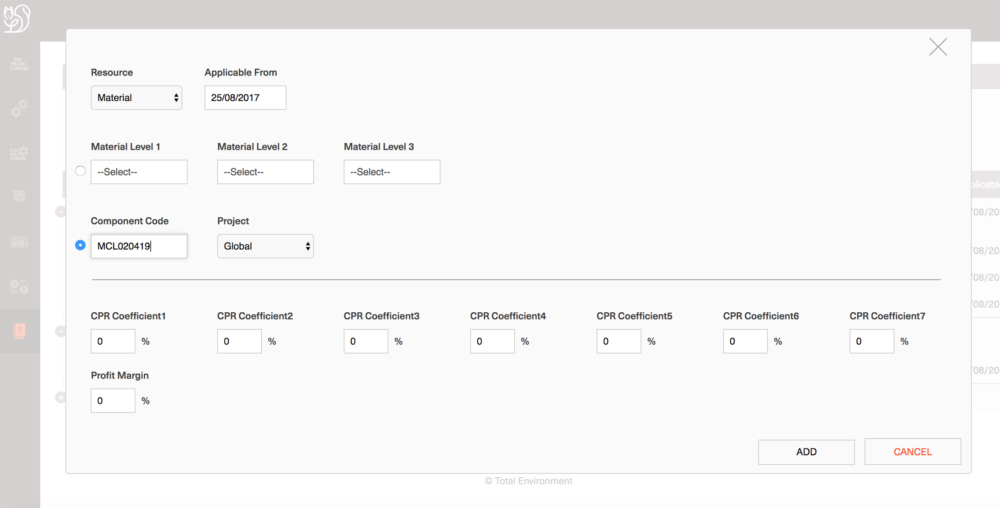 Resource Applicable From
Material 25/08/2017
Material Level 1 Material Level 2 Material Level 3
--Select-- --Select-- --Select--
Component Code Project
MCL020419 Global
CPR Coefficient1 CPR Coefficient2 CPR Coefficient3 CPR Coefficient4 CPR Coefficient5 CPR Coefficient6 CPR Coefficient7
0 % 0 % 0 % 0 % 0 % 0 % 0 %
Profit Margin
0 %
ADD CANCEL
© Total Environment
/08/20
/08/20
/08/20
/08/20
/08/20